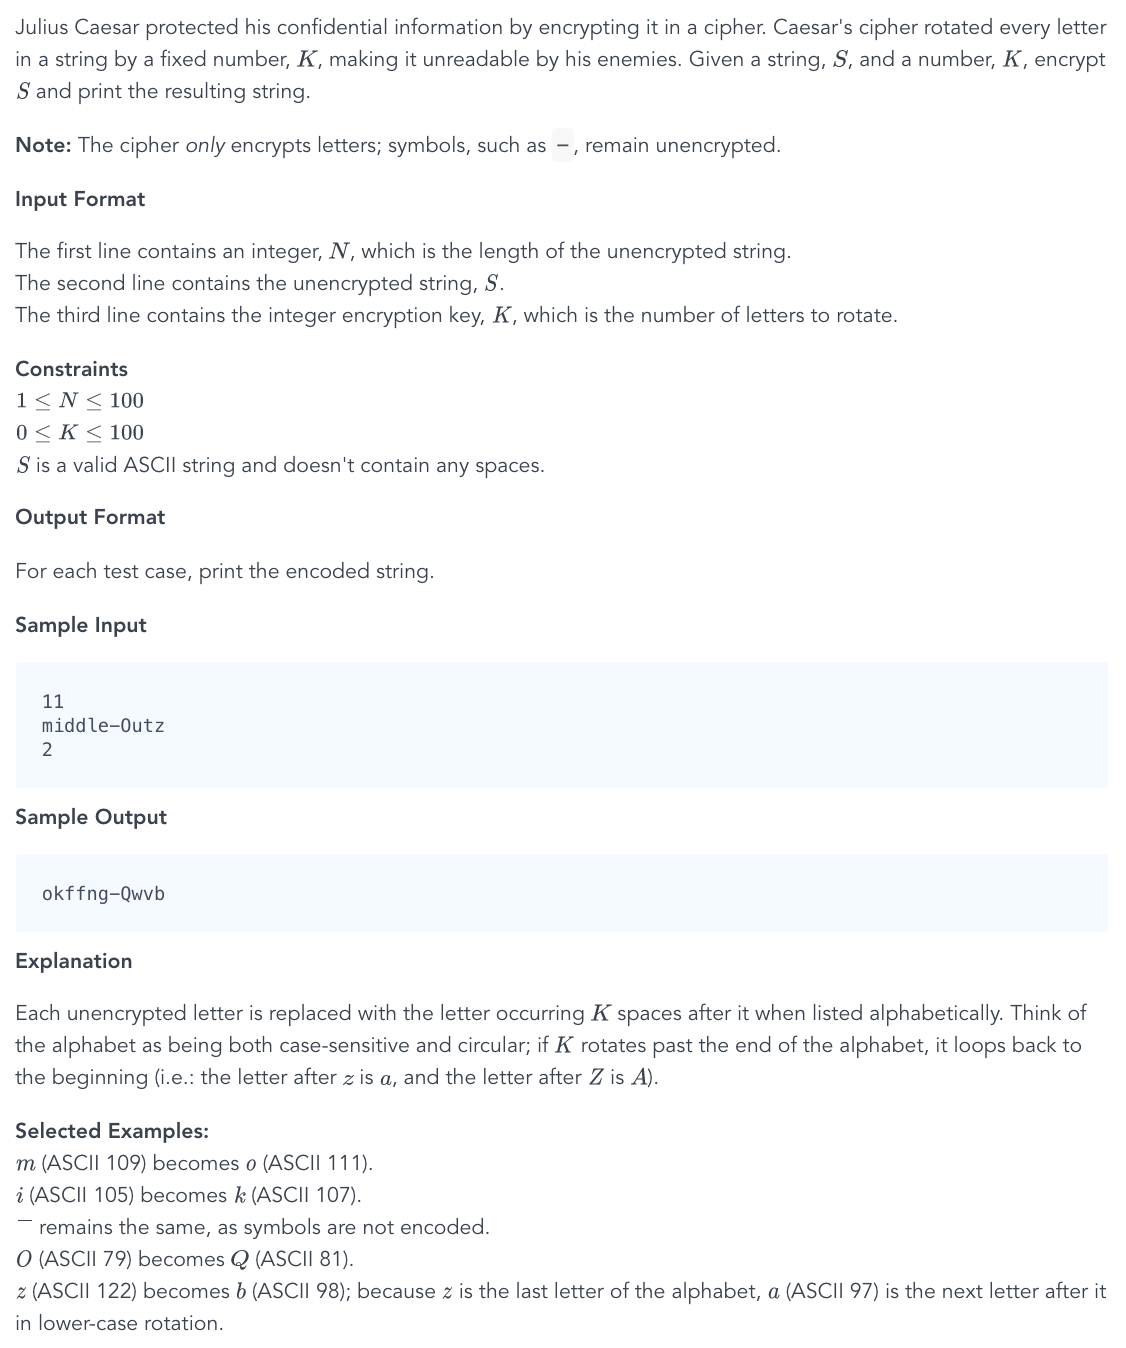 Julius Caesar protected his confidential information by encrypting it in a cipher. Caesar's cipher rotated every letter
in a string by a fixed number, K, making it unreadable by his enemies. Given a string, S, and a number, K, encrypt
S and print the resulting string.
Note: The cipher only encrypts letters; symbols, such as -, remain unencrypted.
Input Format
The first line contains an integer, N, which is the length of the unencrypted string.
The second line contains the unencrypted string, S.
The third line contains the integer encryption key, K, which is the number of letters to rotate.
Constraints
1 ≤ N ≤ 100
0 ≤ K ≤ 100
S is a valid ASCII string and doesn't contain any spaces.
Output Format
For each test case, print the encoded string.
Sample Input
11
middle-Outz
2
Sample Output
okffng-Qwvb
Explanation
Each unencrypted letter is replaced with the letter occurring K spaces after it when listed alphabetically. Think of
the alphabet as being both case-sensitive and circular; if K rotates past the end of the alphabet, it loops back to
the beginning (i.e.: the letter after z is a, and the letter after Z is A).
Selected Examples:
m (ASCII 109) becomes o (ASCII 111).
i (ASCII 105) becomes k (ASCII 107).
− remains the same, as symbols are not encoded.
O (ASCII 79) becomes Q (ASCII 81).
z (ASCII 122) becomes b (ASCII 98); because z is the last letter of the alphabet, a (ASCII 97) is the next letter after it
in lower-case rotation.